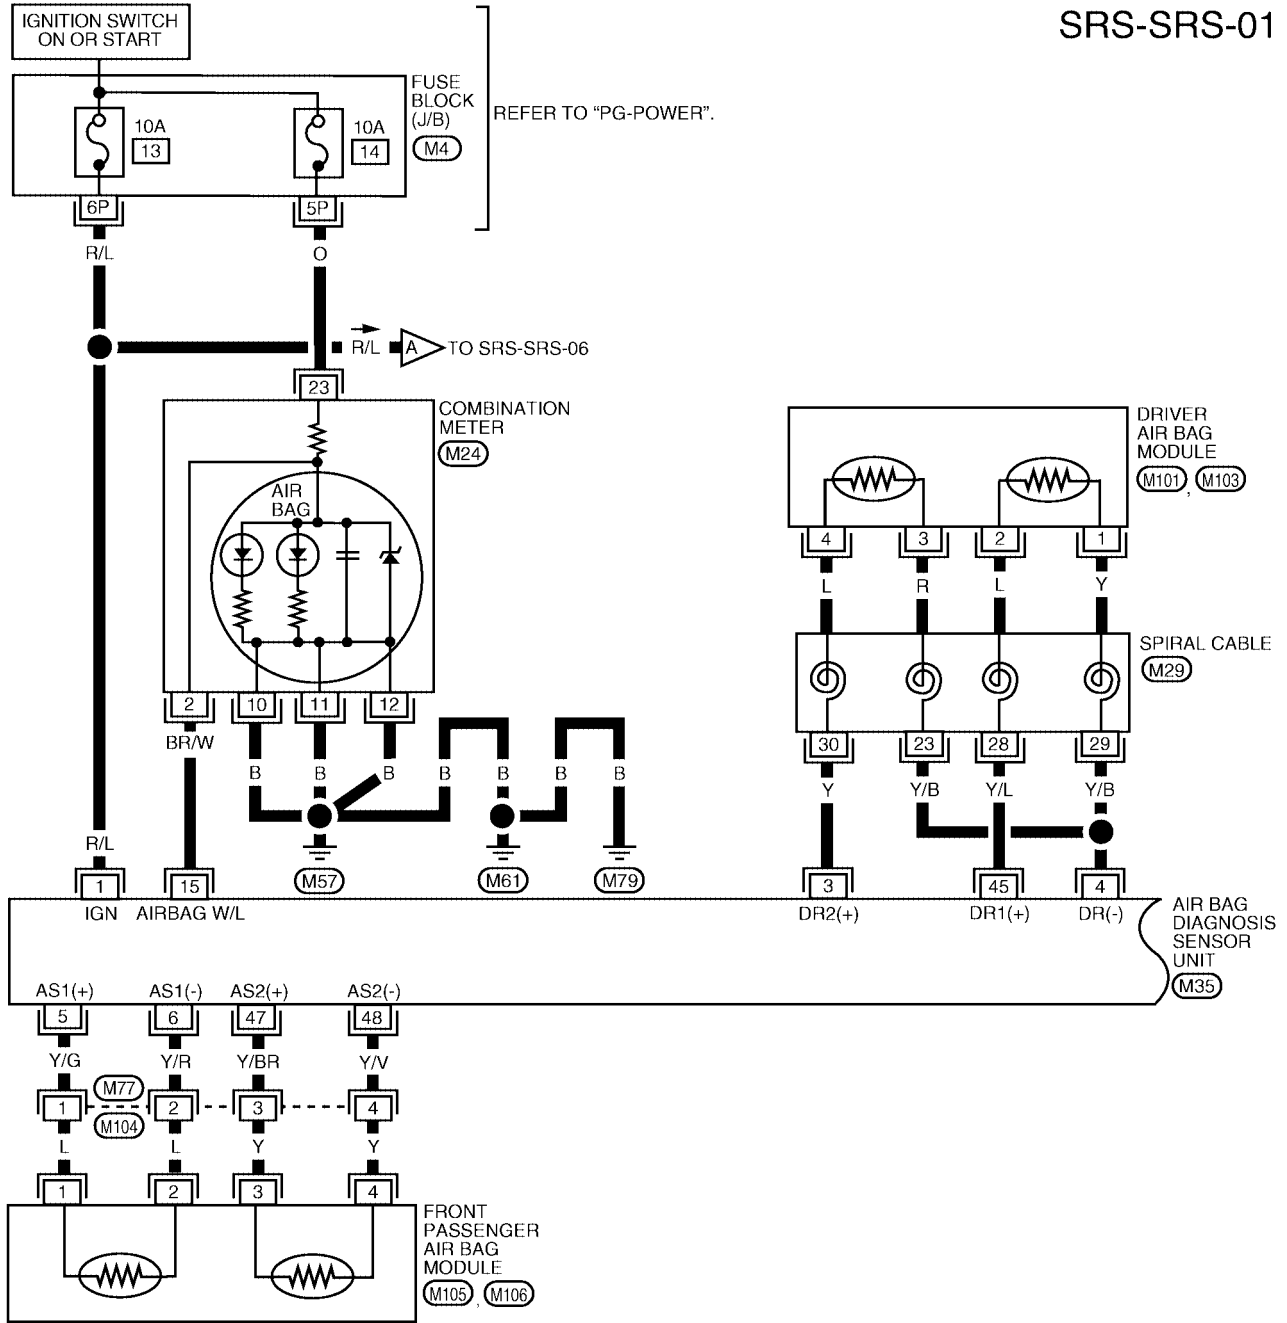 SRS-SRS-01
IGNITION SWITCH
ON OR START
FUSE
BLOCK
(J/B)
M4
REFER TO “PG-POWER”.
10A
13
10A
14
6P
5P
R/L
O
R/L
A
TO SRS-SRS-06
23
COMBINATION
METER
M24
AIR
BAG
DRIVER
AIR BAG
MODULE
M101 , M103
4 3 2 1
L R L Y
SPIRAL CABLE
M29
2 10 11 12
BR/W
B B B B B B B
30 23 28 29
Y Y/B Y/L Y/B
R/L
M57 M61 M79
1 15
3 45 4
IGN AIRBAG W/L
DR2(+) DR1(+) DR(-)
AIR BAG
DIAGNOSIS
SENSOR
UNIT
M35
AS1(+) AS1(-) AS2(+) AS2(-)
5 6 47 48
Y/G Y/R Y/BR Y/V
M77
1 2 3 4
M104
L L Y Y
1 2 3 4
FRONT
PASSENGER
AIR BAG
MODULE
M105 , M106